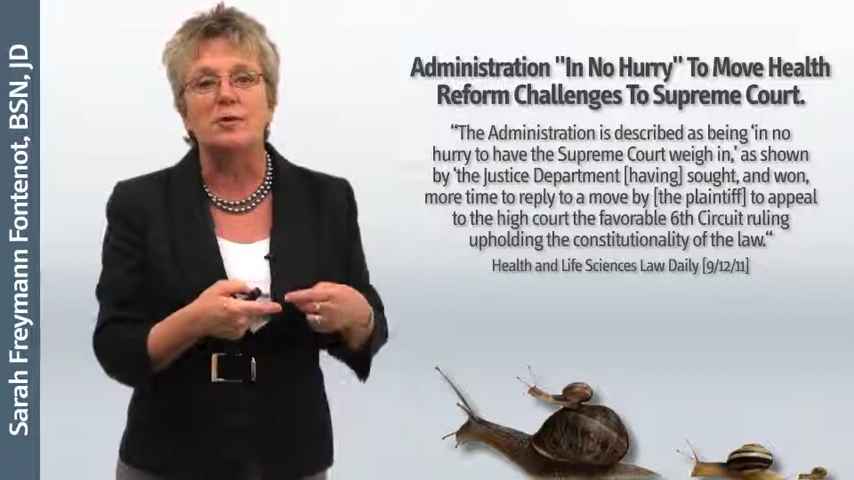 Sarah Freymann Fontenot, BSN, JD
Administration "In No Hurry" To Move Health
Reform Challenges To Supreme Court.
“The Administration is described as being ‘in no
hurry to have the Supreme Court weigh in,’ as shown
by ‘the Justice Department [having] sought, and won,
more time to reply to a move by [the plaintiff] to appeal
to the high court the favorable 6th Circuit ruling
upholding the constitutionality of the law.“
Health and Life Sciences Law Daily [9/12/11]